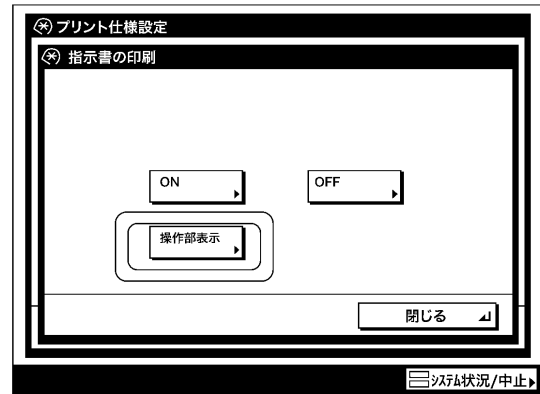 プリント仕様設定
指示書の印刷
ON
OFF
操作部表示
閉じる
システム状況/中止